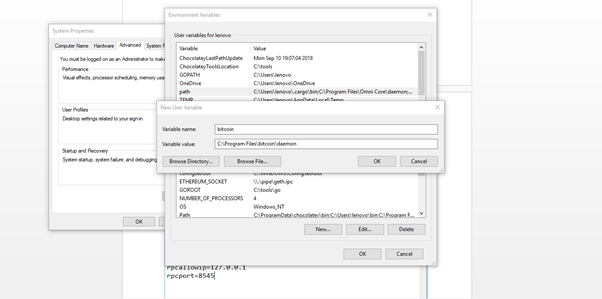 Environment Variables
System Properties
Computer Name Hardware Advanced System P
You must be logged on as an Administrator to make
Performance
Visual effects, processor scheduling, memory usa
User Profiles
Desktop settings related to your sign-in
Startup and Recovery
System startup, system failure, and debugging
OK
User variables for lenovo
Variable Value
ChocolateyLastPathUpdate Mon Sep 10 19:07:04 2018
ChocolateyToolsLocation C:\tools
GOPATH C:\Users\lenovo
OneDrive C:\Users\lenovo\OneDrive
path C:\Users\lenovo\.cargo\bin;C:\Program Files\Omni Core\daemon;...
TEMP C:\Users\lenovo\AppData\Local\Temp
New User Variable
Variable name: bitcoin
Variable value: C:\Program Files\bitcoin\daemon
Browse Directory... Browse File... OK Cancel
ETHEREUM_SOCKET \\.\pipe\geth.ipc
GOROOT C:\tools\go
NUMBER_OF_PROCESSORS 4
OS Windows_NT
Path C:\ProgramData\chocolatey\bin;C:\Users\lenovo\bin;C:\Program F...
New... Edit... Delete
OK Cancel
rpcallowip=127.0.0.1
rpcport=8545